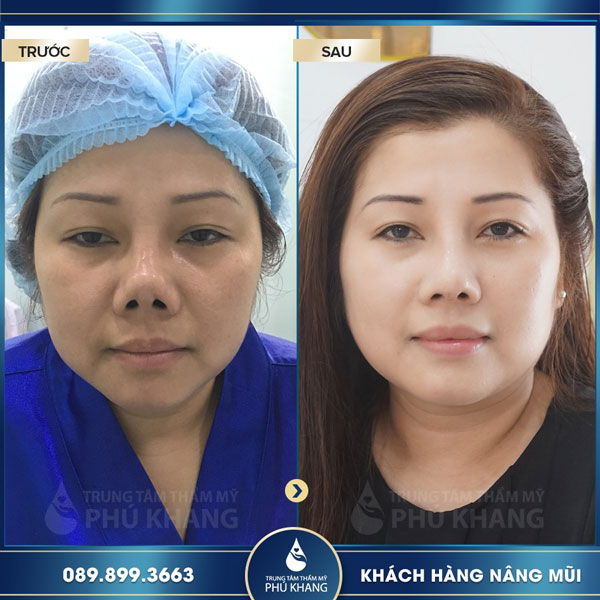 TRƯỚC
SAU
TRUNG TÂM THẨM MỸ
PHÚ KHANG
TRUNG TÂM THẨM MỸ
PHÚ KHANG
089.899.3663
TRUNG TÂM THẨM MỸ
PHÚ KHANG
KHÁCH HÀNG NÂNG MŨI